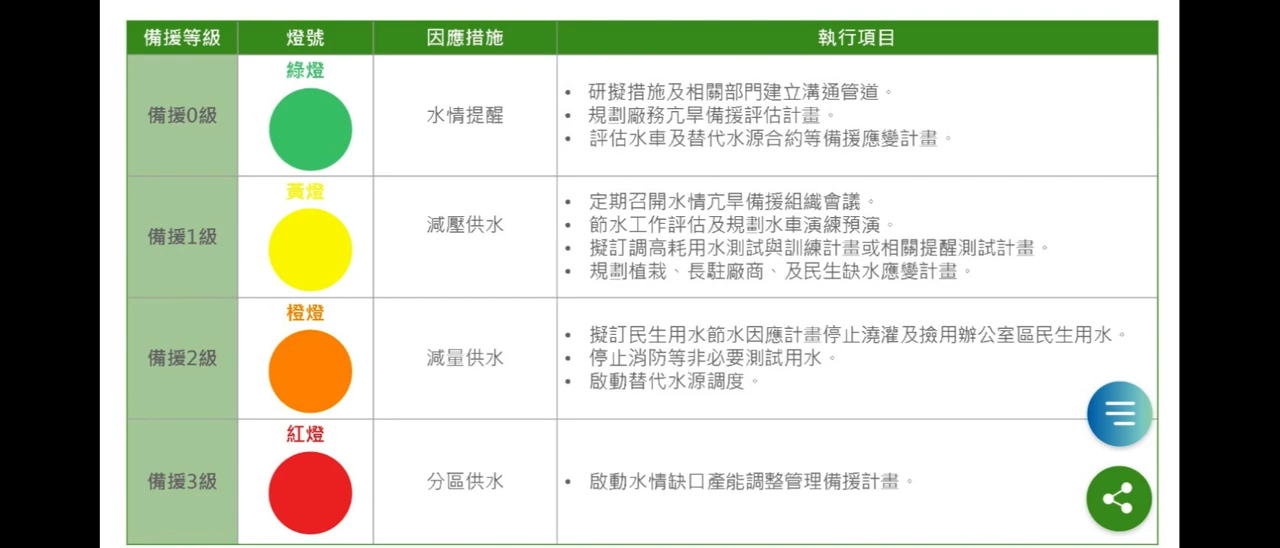 備援等級 燈號 因應措施 執行項目
備援0級 綠燈 水情提醒
• 研擬措施及相關部門建立溝通管道。
• 規劃廠務亢旱備援評估計畫。
• 評估水車及替代水源合約等備援應變計畫。
備援1級 黃燈 減壓供水
• 定期召開水情亢旱備援組織會議。
• 節水工作評估及規劃水車演練預演。
• 擬訂調高耗用水測試與訓練計畫或相關提醒測試計畫。
• 規劃植栽、長駐廠商、及民生缺水應變計畫。
備援2級 橙燈 減量供水
• 擬訂民生用水節水因應計畫停止澆灌及撿用辦公室區民生用水。
• 停止消防等非必要測試用水。
• 啟動替代水源調度。
備援3級 紅燈 分區供水
• 啟動水情缺口產能調整管理備援計畫。